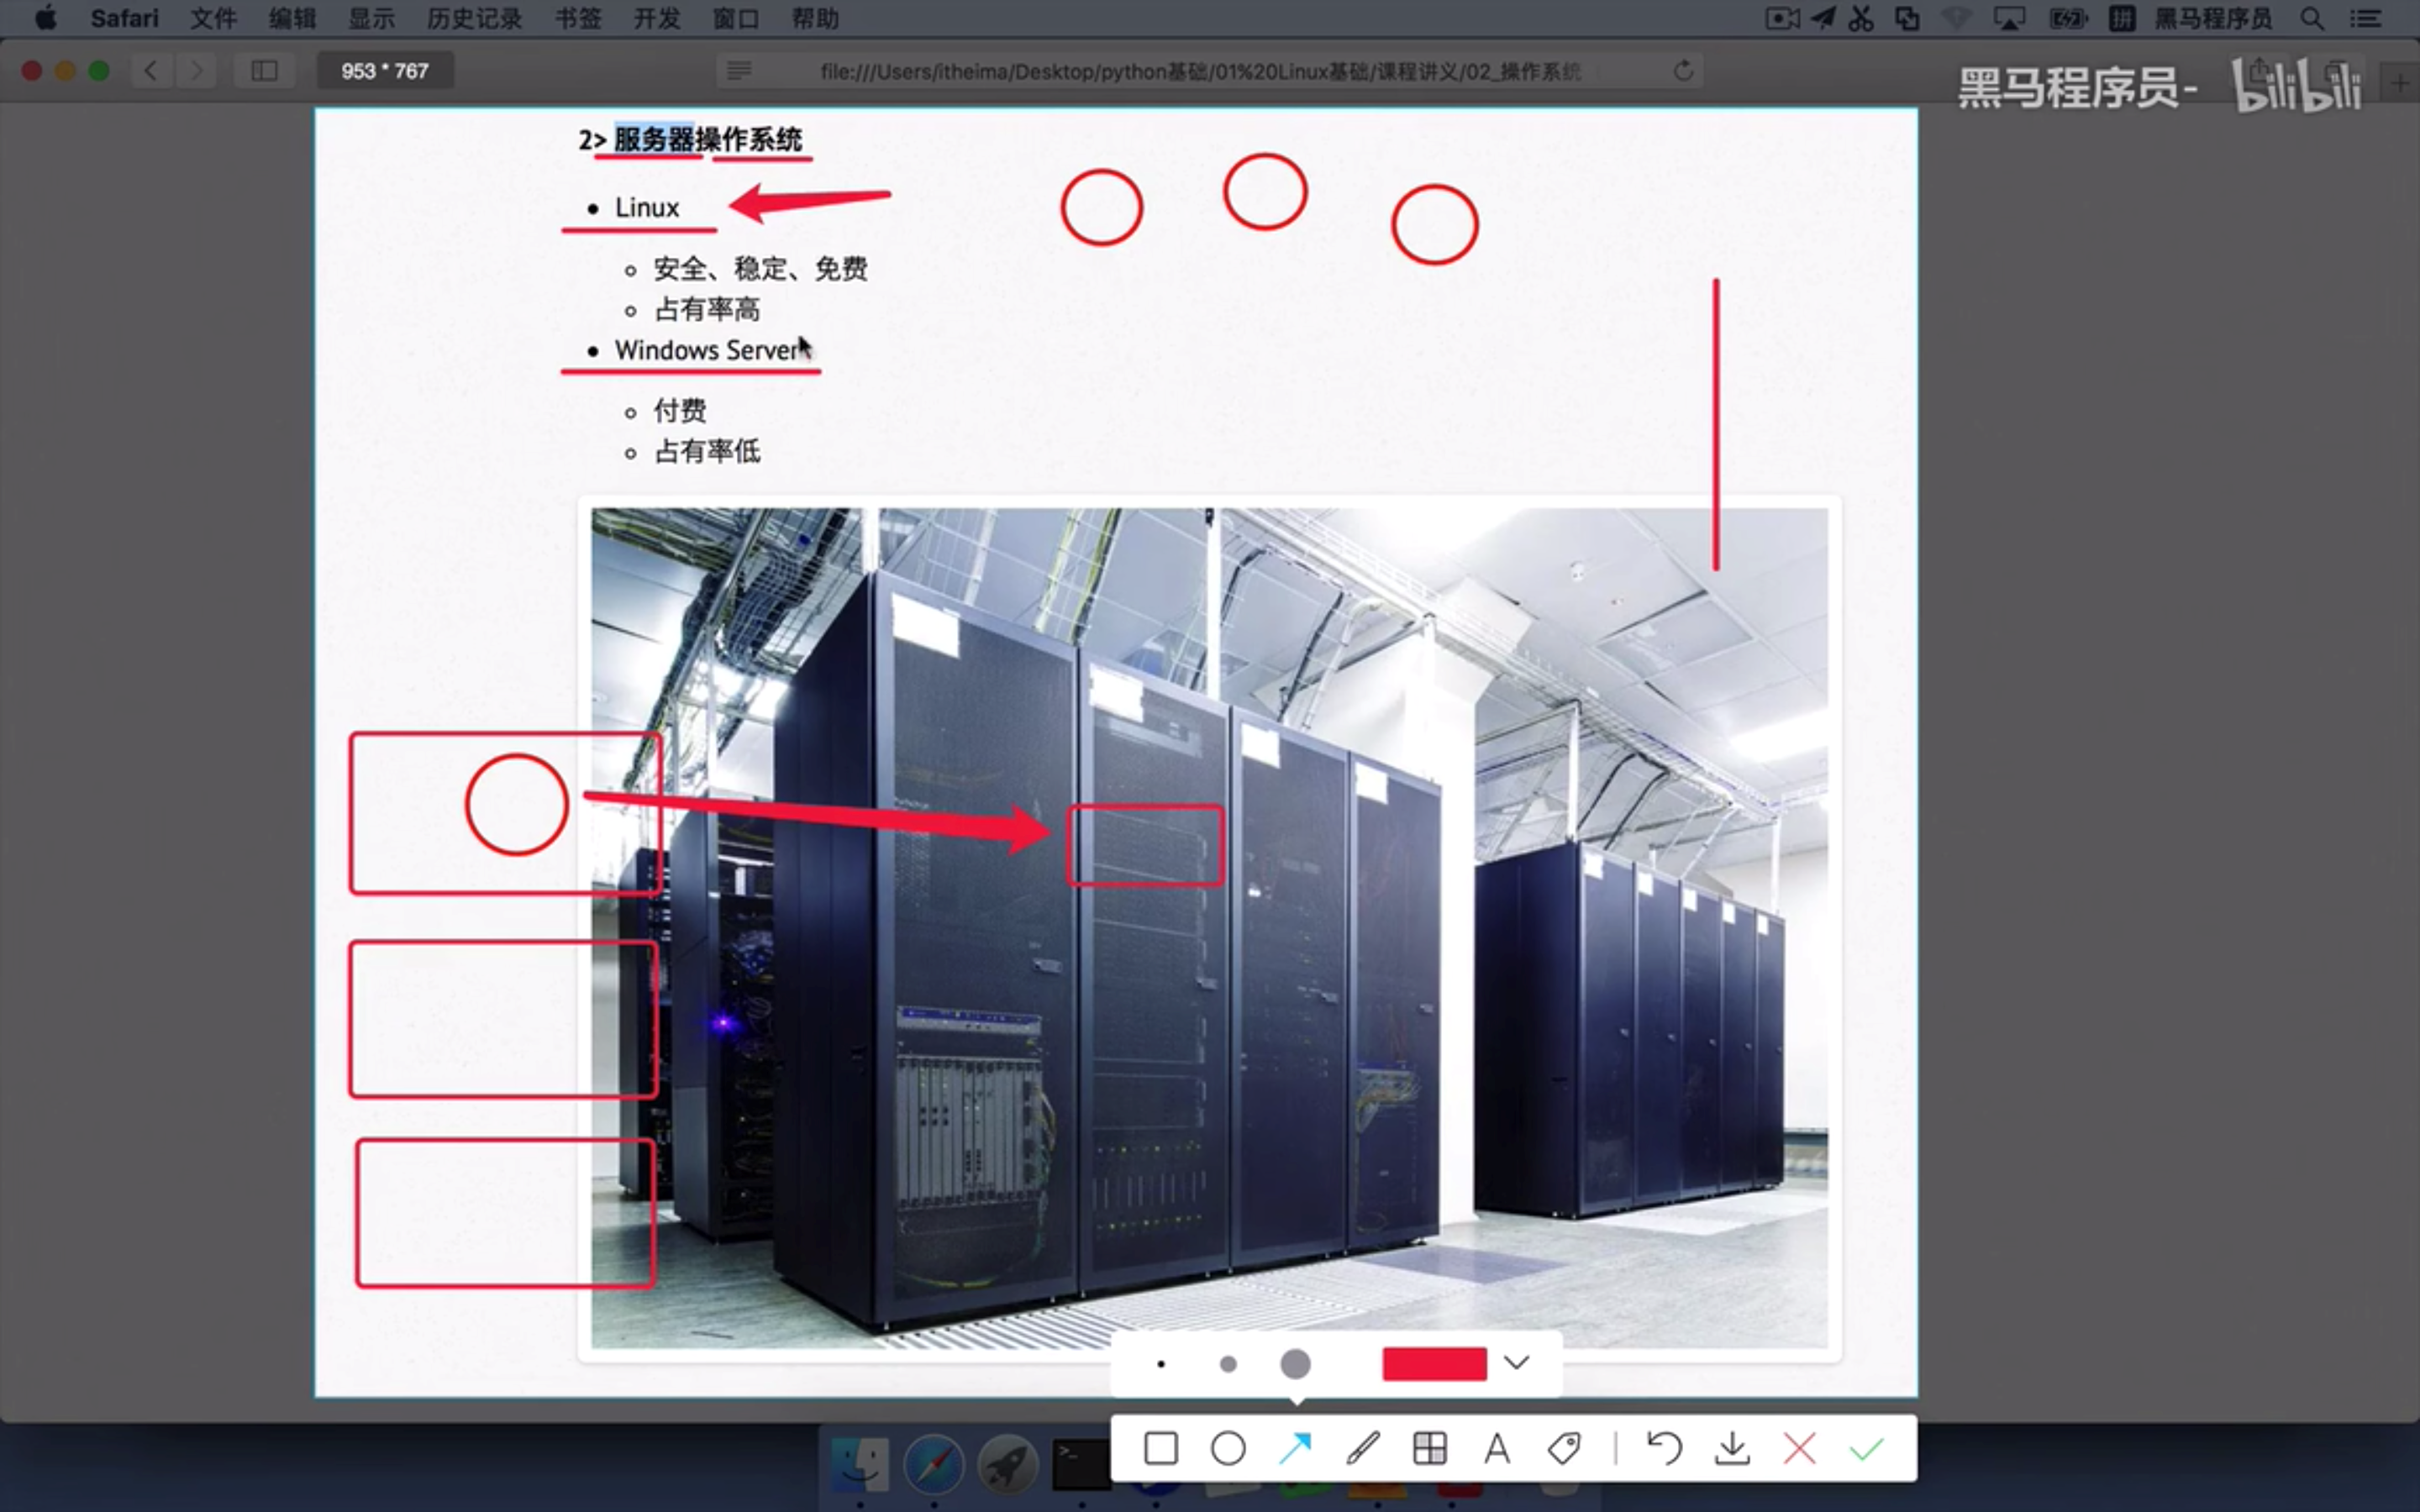 Safari 文件 编辑 显示 历史记录 书签 开发 窗口 帮助 拼 黑马程序员
953 * 767
file:///Users/itheima/Desktop/python基础/01%20Linux基础/课程讲义/02_操作系统
黑马程序员- bilibili
2> 服务器操作系统
• Linux
安全、稳定、免费
占有率高
• Windows Server
付费
占有率低
>_
A